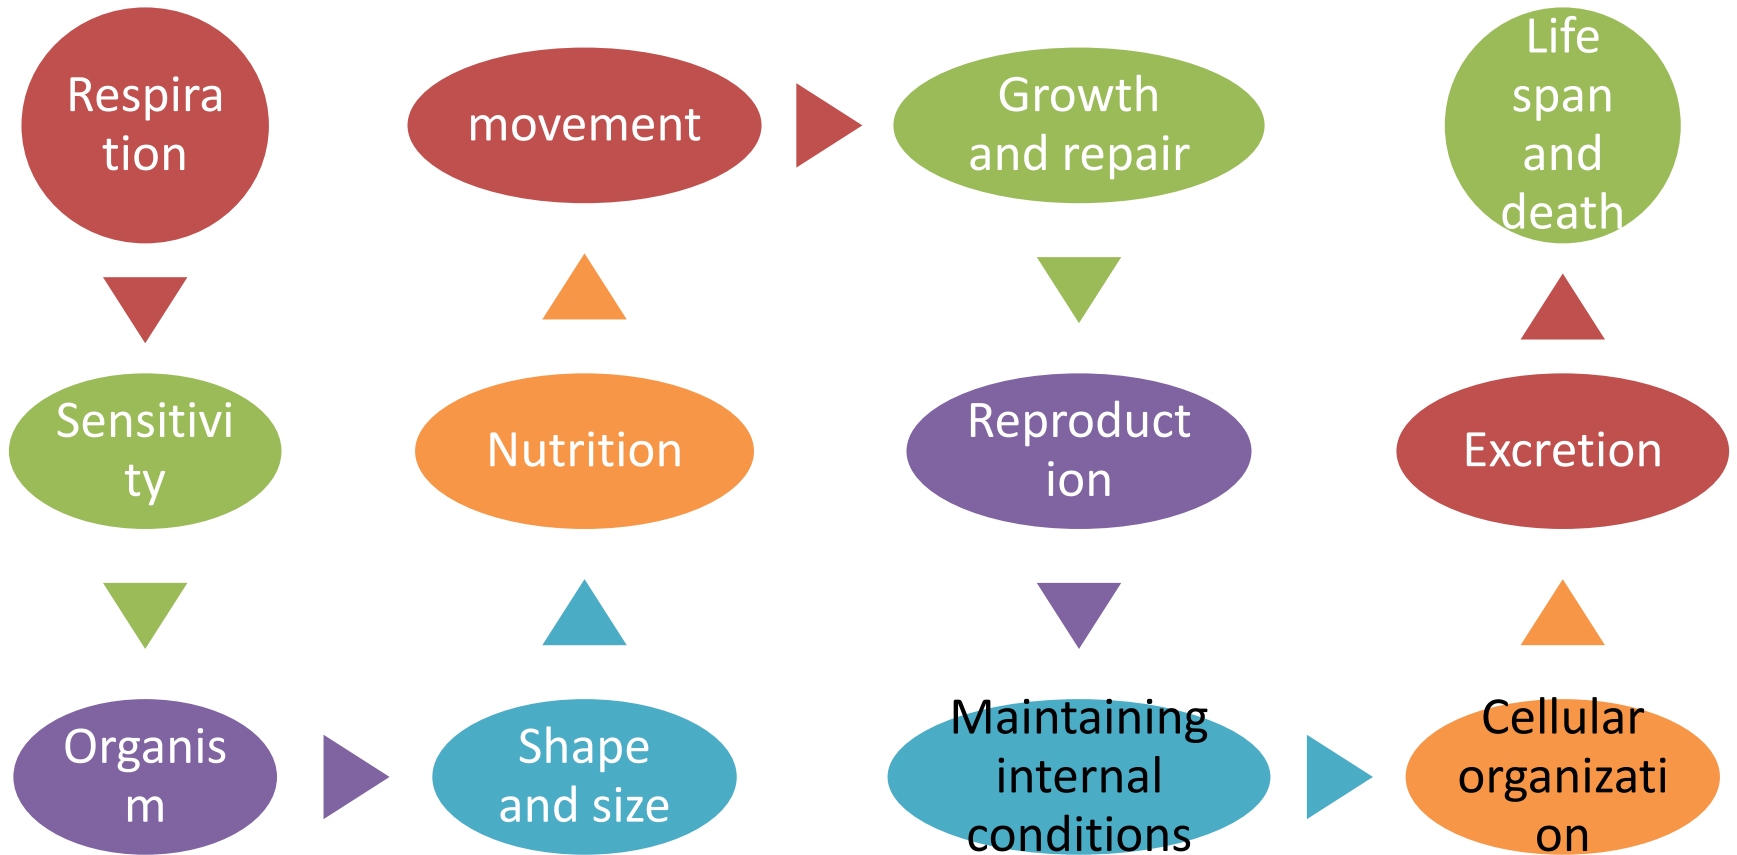 Respira
tion
Sensitivi
ty
Organis
m
Shape
and size
Nutrition
movement
Growth
and repair
Reproduct
ion
Maintaining
internal
conditions
Cellular
organizati
on
Excretion
Life
span
and
death